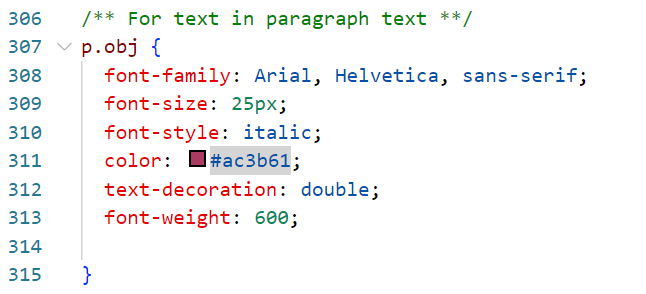 306 /** For text in paragraph text **/
307 p.obj {
308 font-family: Arial, Helvetica, sans-serif;
309 font-size: 25px;
310 font-style: italic;
311 color: #ac3b61;
312 text-decoration: double;
313 font-weight: 600;
314
315 }